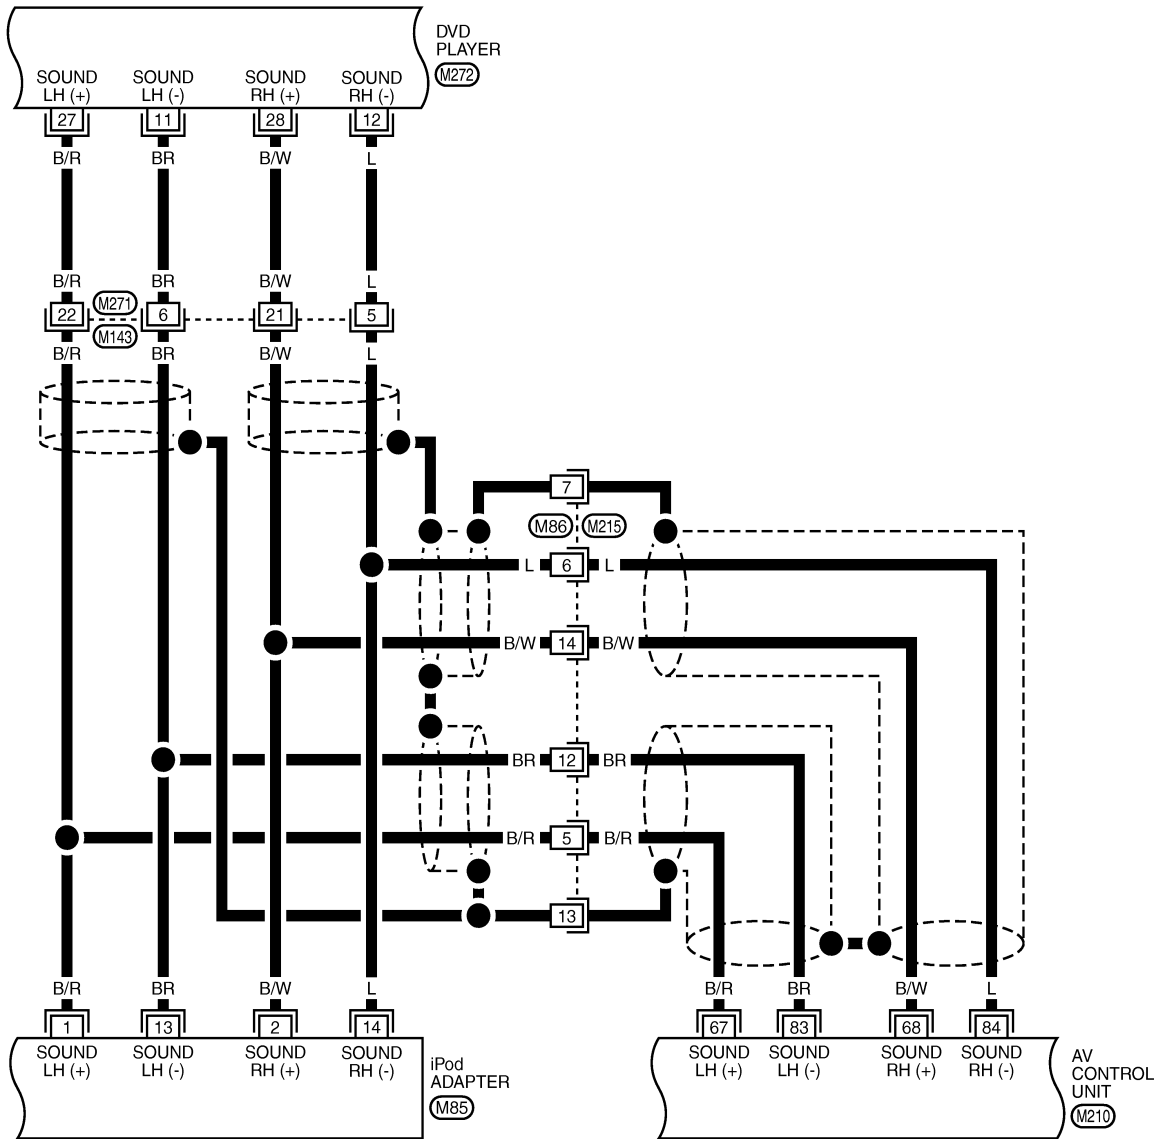 DVD
PLAYER
M272
SOUND LH (+)
SOUND LH (-)
SOUND RH (+)
SOUND RH (-)
27 11 28 12
B/R BR B/W L
B/R BR B/W L
M271
22 6 21 5
M143
B/R BR B/W L
7
M86 M215
L 6 L
B/W 14 B/W
BR 12 BR
B/R 5 B/R
13
B/R BR B/W L
B/R BR B/W L
1 13 2 14
67 83 68 84
SOUND LH (+)
SOUND LH (-)
SOUND RH (+)
SOUND RH (-)
iPod
ADAPTER
M85
SOUND LH (+)
SOUND LH (-)
SOUND RH (+)
SOUND RH (-)
AV
CONTROL
UNIT
M210